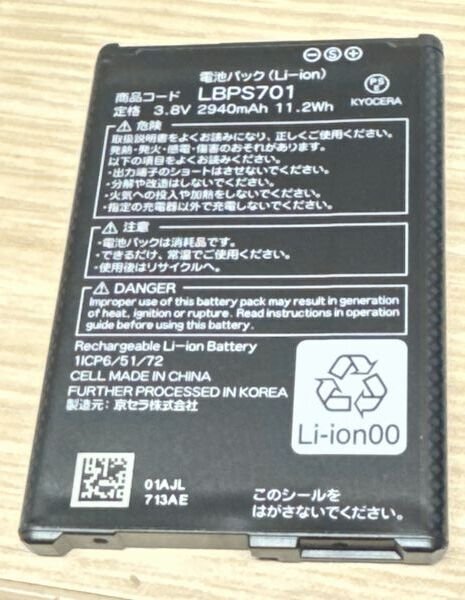 ⊖Ⓢ⊕
電池パック(Li-ion)
商品コード LBPS701
定格 3.8V 2940mAh 11.2Wh
PS
E
KYOCERA
⚠危険
取扱説明書をよくお読みになり、正しくご使用ください。
発熱・発火・感電・傷害のおそれがあります。
以下の項目をよくお読みください。
・出力端子のショートはさせないでください。
・分解や改造はしないでください。
・火気への投入や加熱をしないでください。
・指定の充電器以外で充電しないでください。
⚠注意
・電池パックは消耗品です。
・できるだけ、常温でご使用ください。
・使用後はリサイクルへ。
⚠DANGER
Improper use of this battery pack may result in generation
of heat, ignition or rupture. Read instructions in operation
guide before using this battery.
Rechargeable Li-ion Battery
1ICP6/51/72
CELL MADE IN CHINA
FURTHER PROCESSED IN KOREA
製造元：京セラ株式会社
Li-ion00
01AJL
713AE
このシールを
はがさないでください。